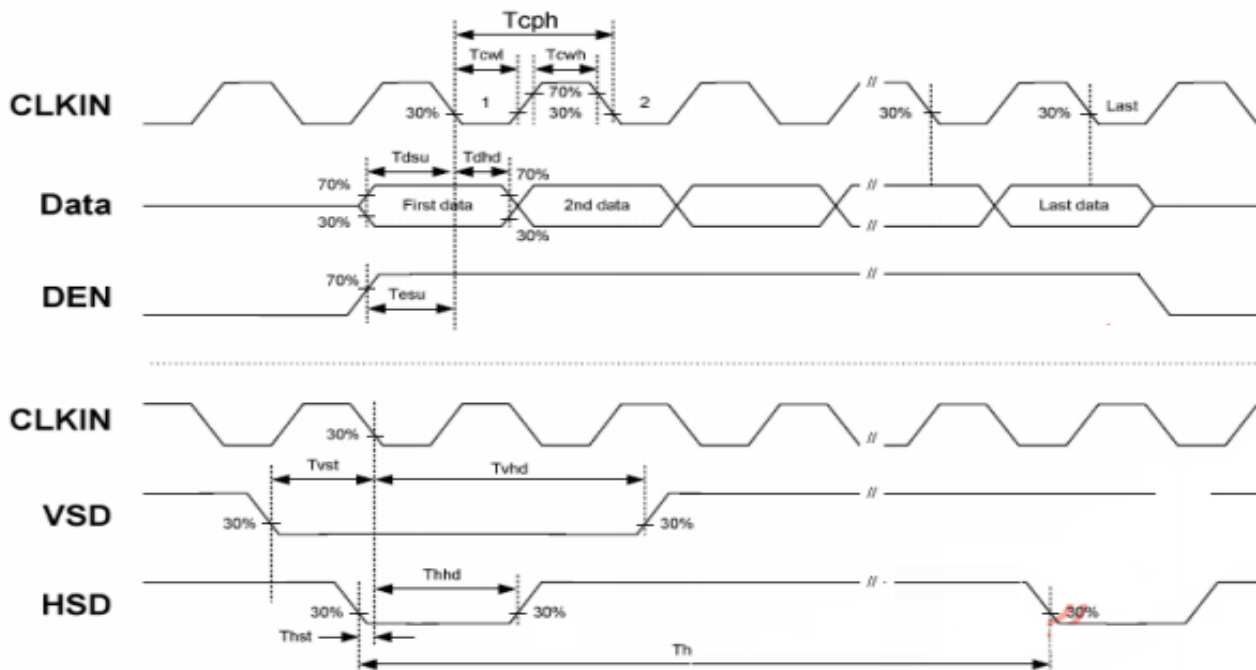 Tcph
Tcwl Tcwh
CLKIN 30% 1 70% 30% 2 30% 30% Last
Tdsu Tdhd
70% 70%
Data First data 2nd data // Last data
30% 30%
DEN 70% //
Tesu
CLKIN 30% //
Tvst Tvhd
VSD 30% 30% //
Thhd
HSD 30% 30% // 30%
Thst
Th